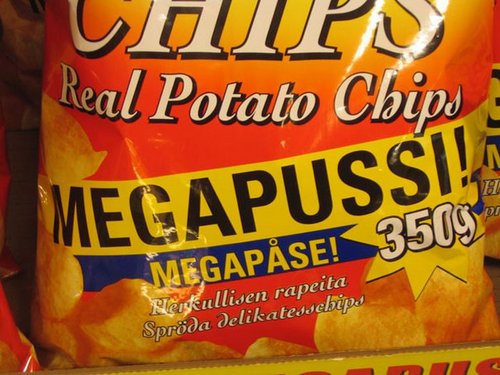 CHIPS
Real Potato Chips
MEGAPUSSI!
MEGAPÅSE!
350g
Herkullisen rapeita
Spröda delikatesschips